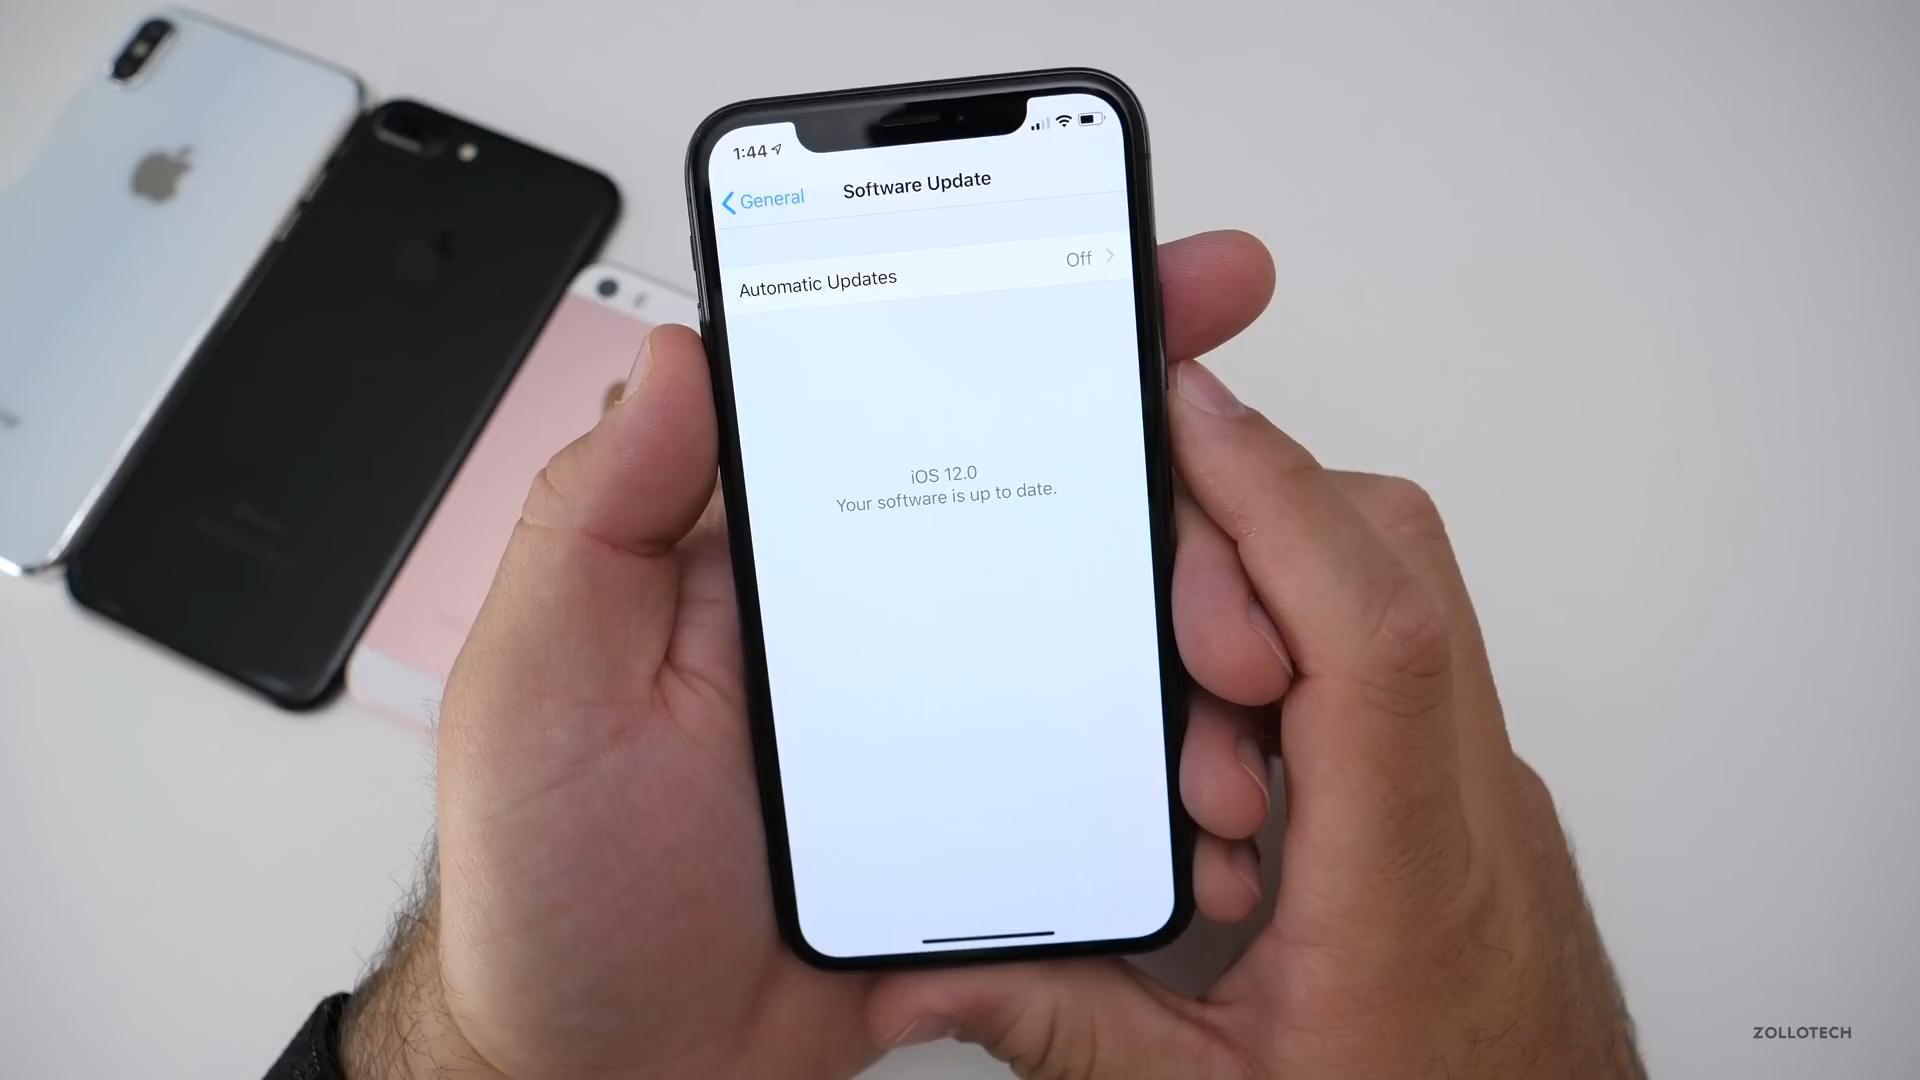 1:44
General
Software Update
Automatic Updates
Off
iOS 12.0
Your software is up to date.
ZOLLOTECH